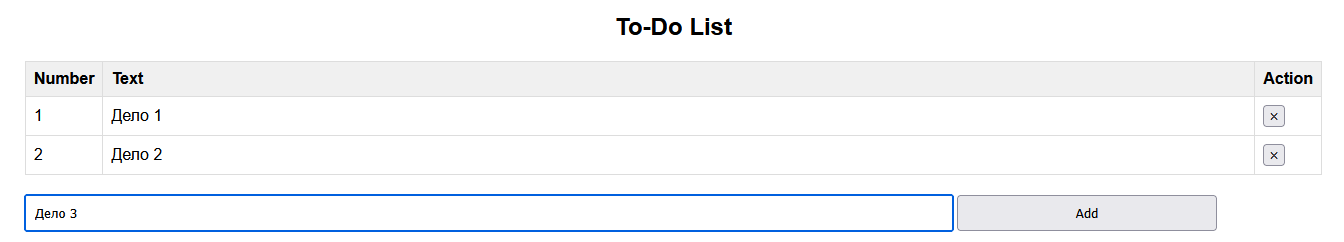 To-Do List
Number Text Action
1 Дело 1 ×
2 Дело 2 ×
Дело 3 Add